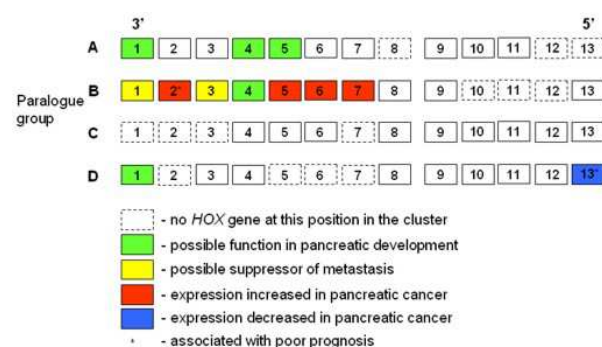 3' 5'
A 1 2 3 4 5 6 7 8 9 10 11 12 13
B 1 2* 3 4 5 6 7 8 9 10 11 12 13
Paralogue
group
C 1 2 3 4 5 6 7 8 9 10 11 12 13
D 1 2 3 4 5 6 7 8 9 10 11 12 13*
- no HOX gene at this position in the cluster
- possible function in pancreatic development
- possible suppressor of metastasis
- expression increased in pancreatic cancer
- expression decreased in pancreatic cancer
* - associated with poor prognosis